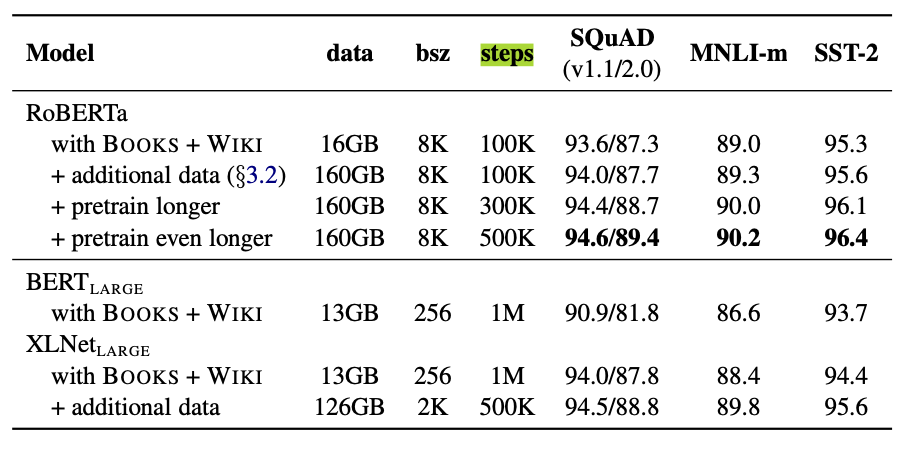 Model data bsz steps SQuAD (v1.1/2.0) MNLI-m SST-2
RoBERTa
with BOOKS + WIKI 16GB 8K 100K 93.6/87.3 89.0 95.3
+ additional data (§3.2) 160GB 8K 100K 94.0/87.7 89.3 95.6
+ pretrain longer 160GB 8K 300K 94.4/88.7 90.0 96.1
+ pretrain even longer 160GB 8K 500K 94.6/89.4 90.2 96.4
BERT LARGE
with BOOKS + WIKI 13GB 256 1M 90.9/81.8 86.6 93.7
XLNet LARGE
with BOOKS + WIKI 13GB 256 1M 94.0/87.8 88.4 94.4
+ additional data 126GB 2K 500K 94.5/88.8 89.8 95.6